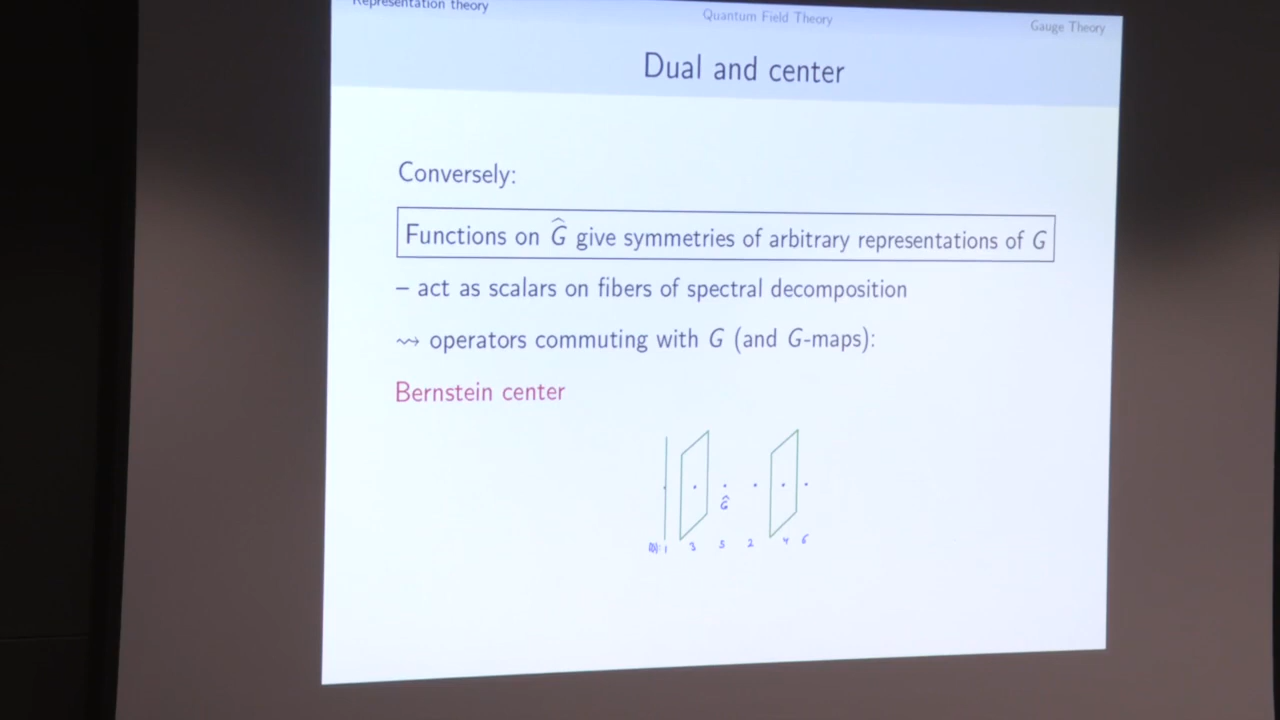 Representation theory
Quantum Field Theory
Gauge Theory
Dual and center
Conversely:
Functions on Ĝ give symmetries of arbitrary representations of G
– act as scalars on fibers of spectral decomposition
⇝ operators commuting with G (and G-maps):
Bernstein center
Ĝ
1 3 5 2 4 6